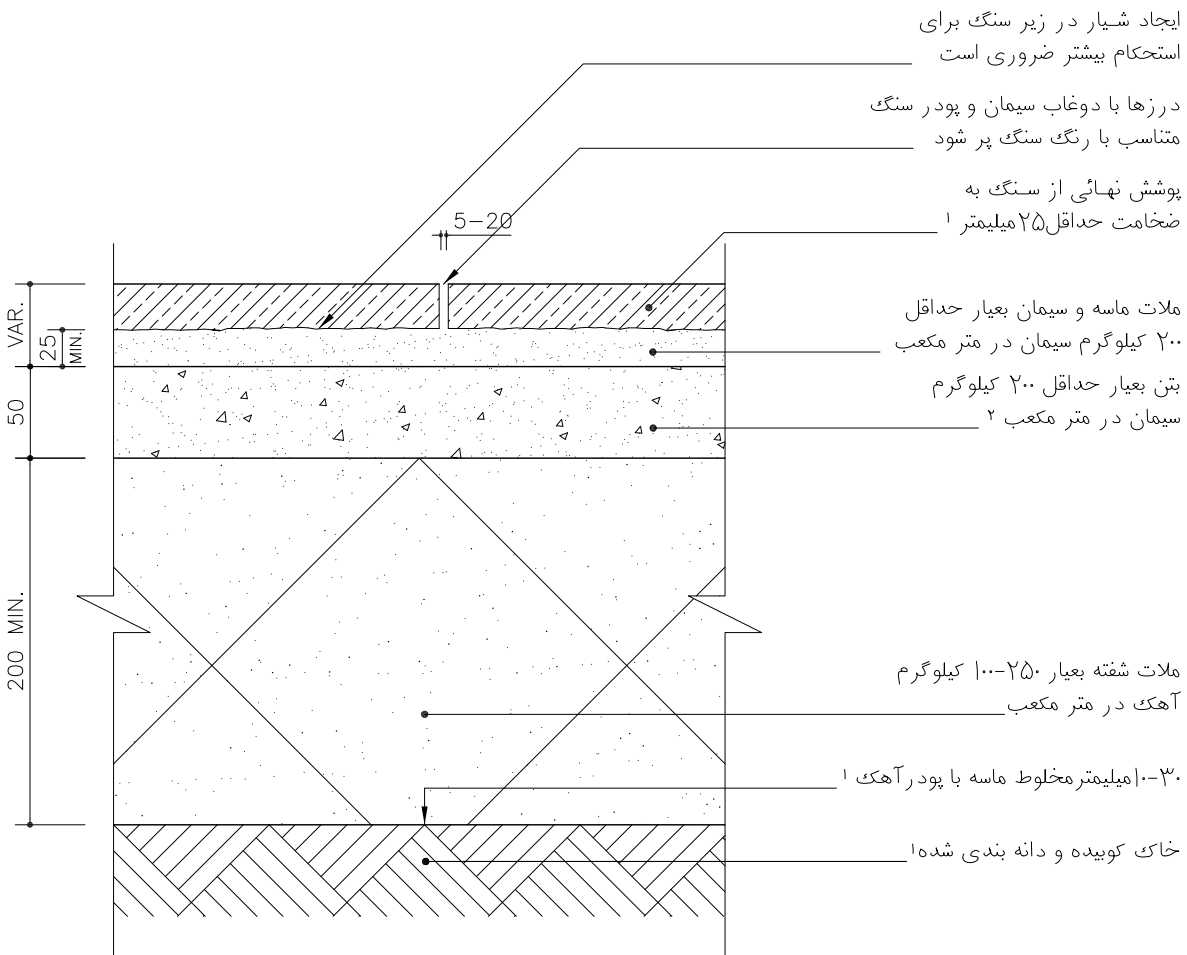 ایجاد شیار در زیر سنگ برای
استحکام بیشتر ضروری است
درزها با دوغاب سیمان و پودر سنگ
متناسب با رنگ سنگ پر شود
پوشش نهائی از سنگ به
ضخامت حداقل۲۵میلیمتر ۱
5-20
ملات ماسه و سیمان بعیار حداقل
۲۰۰ کیلوگرم سیمان در متر مکعب
بتن بعیار حداقل ۲۰۰ کیلوگرم
سیمان در متر مکعب ۲
VAR.
25
MIN.
50
200 MIN.
ملات شفته بعیار ۲۵۰-۱۰۰ کیلوگرم
آهک در متر مکعب
۳۰-۱۰میلیمترمخلوط ماسه با پودرآهک ۱
خاک کوبیده و دانه بندی شده۱